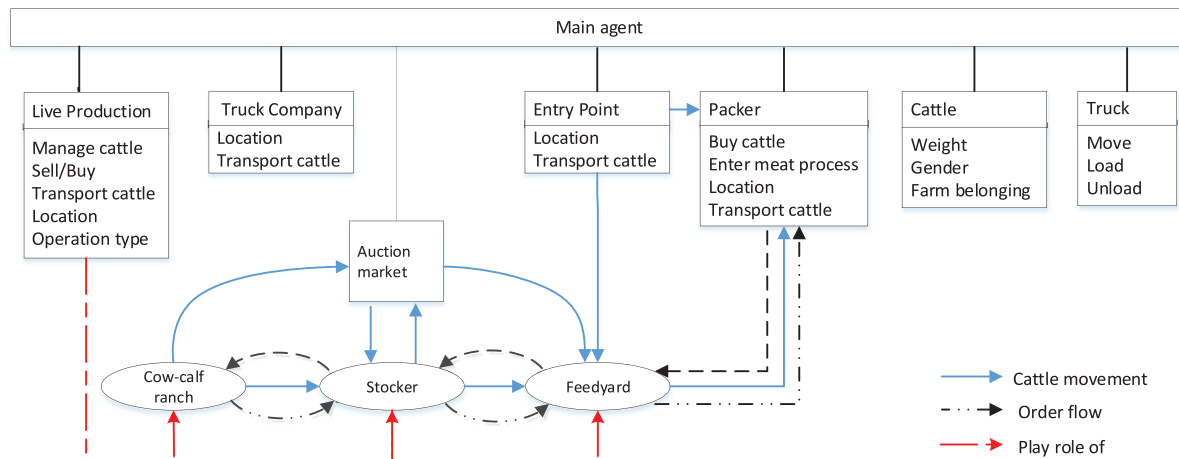 Main agent
Live Production
Manage cattle
Sell/Buy
Transport cattle
Location
Operation type
Truck Company
Location
Transport cattle
Entry Point
Location
Transport cattle
Packer
Buy cattle
Enter meat process
Location
Transport cattle
Cattle
Weight
Gender
Farm belonging
Truck
Move
Load
Unload
Auction
market
Cow-calf
ranch
Stocker
Feedyard
Cattle movement
Order flow
Play role of